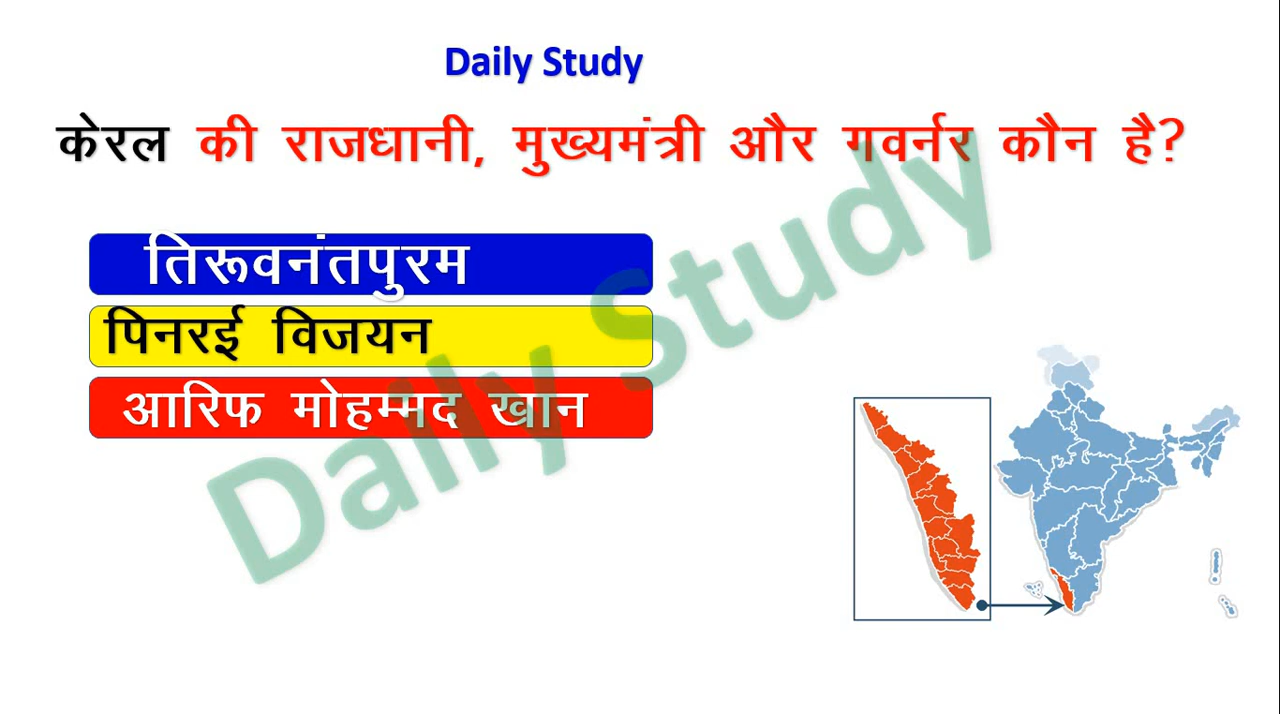 Daily Study
केरल की राजधानी, मुख्यमंत्री और गवर्नर कौन है?
तिरूवनंतपुरम
पिनरई विजयन
आरिफ मोहम्मद खान
Daily Study